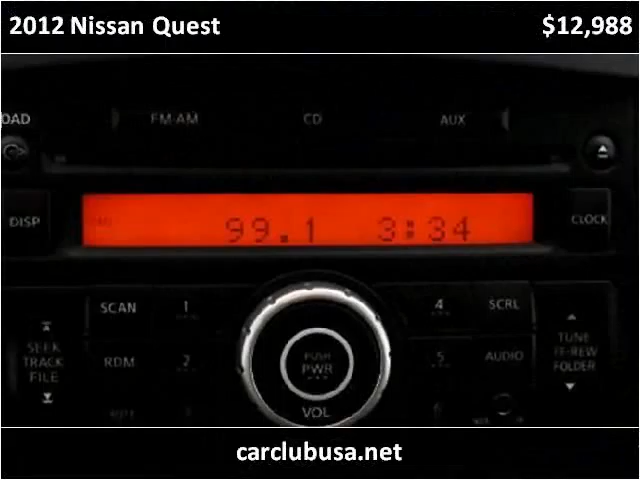 2012 Nissan Quest $12,988
OAD FM-AM CD AUX
DISP 99.1 3:34 CLOCK
SCAN 1 4 SCRL
SEEK
TRACK
FILE
RDM 2 5 AUDIO
TUNE
FF-REW
FOLDER
PUSH
PWR
VOL
carclubusa.net